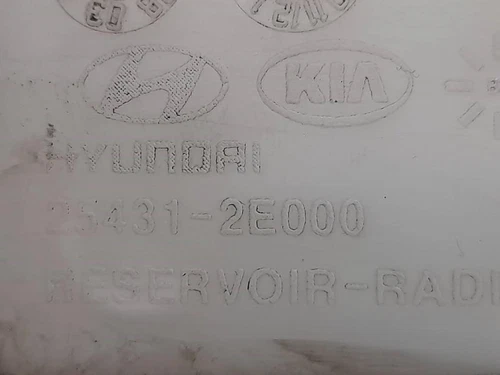 KIA
HYUNDAI
25431-2E000
RESERVOIR-RADI